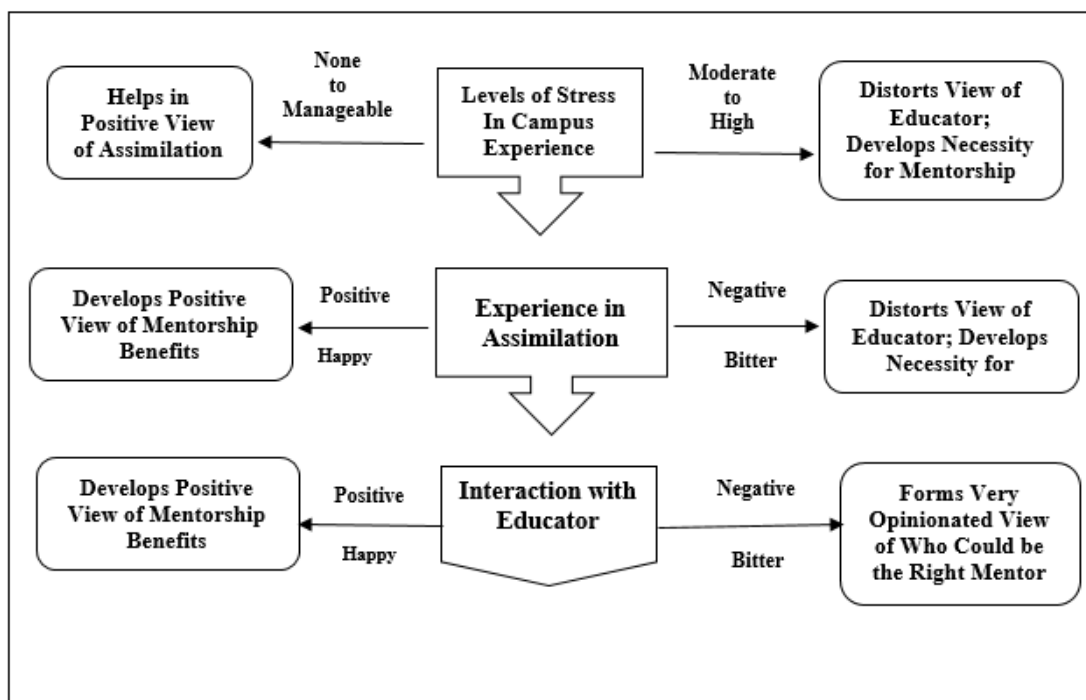 Helps in
Positive View
of Assimilation
None
to
Manageable
Levels of Stress
In Campus
Experience
Moderate
to
High
Distorts View of
Educator;
Develops Necessity
for Mentorship
Develops Positive
View of Mentorship
Benefits
Positive
Happy
Experience in
Assimilation
Negative
Bitter
Distorts View of
Educator; Develops
Necessity for
Develops Positive
View of Mentorship
Benefits
Positive
Happy
Interaction with
Educator
Negative
Bitter
Forms Very
Opinionated View
of Who Could be
the Right Mentor